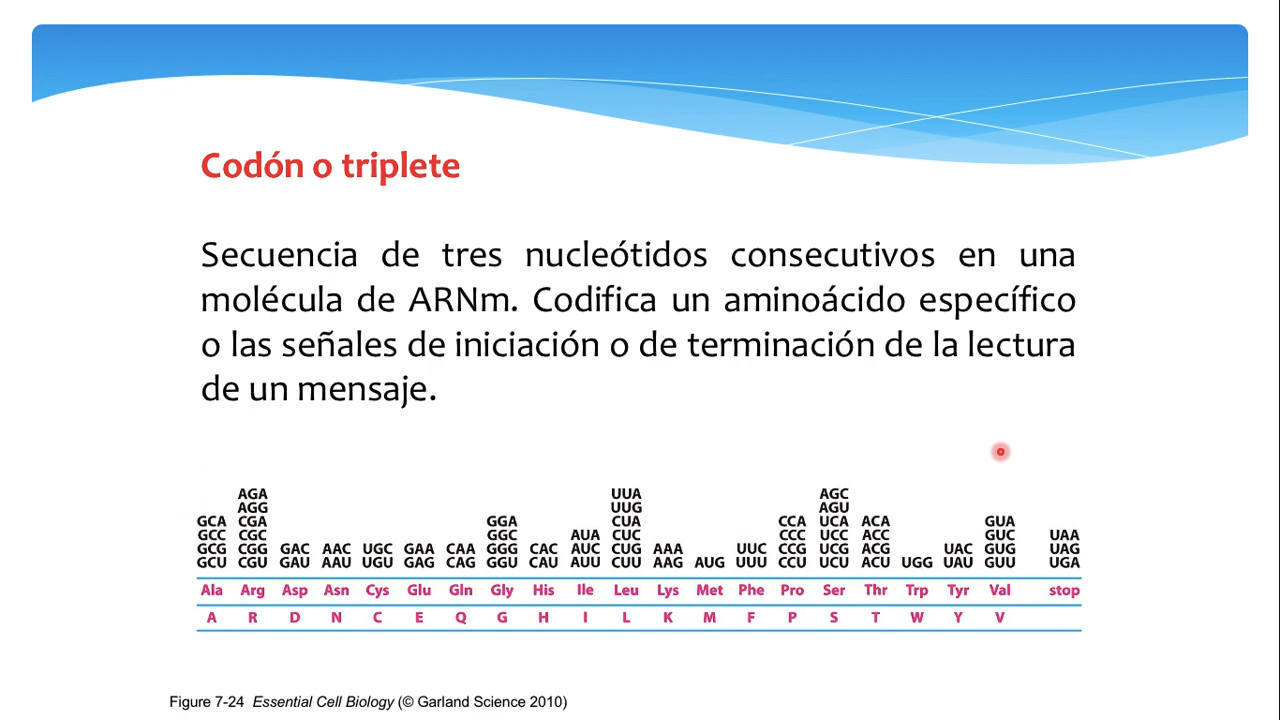 Codón o triplete
Secuencia de tres nucleótidos consecutivos en una
molécula de ARNm. Codifica un aminoácido específico
o las señales de iniciación o de terminación de la lectura
de un mensaje.
AGA UUA AGC
AGG UUG AGU
GCA CGA GGA CUA CCA UCA ACA GUA
GCC CGC GGC AUA CUC CCC UCC ACC GUC UAA
GCG CGG GAC AAC UGC GAA CAA GGG CAC AUC CUG AAA UUC CCG UCG ACG UAC GUG UAG
GCU CGU GAU AAU UGU GAG CAG GGU CAU AUU CUU AAG AUG UUU CCU UCU ACU UGG UAU GUU UGA
Ala Arg Asp Asn Cys Glu Gln Gly His Ile Leu Lys Met Phe Pro Ser Thr Trp Tyr Val stop
A R D N C E Q G H I L K M F P S T W Y V
Figure 7-24 Essential Cell Biology (© Garland Science 2010)